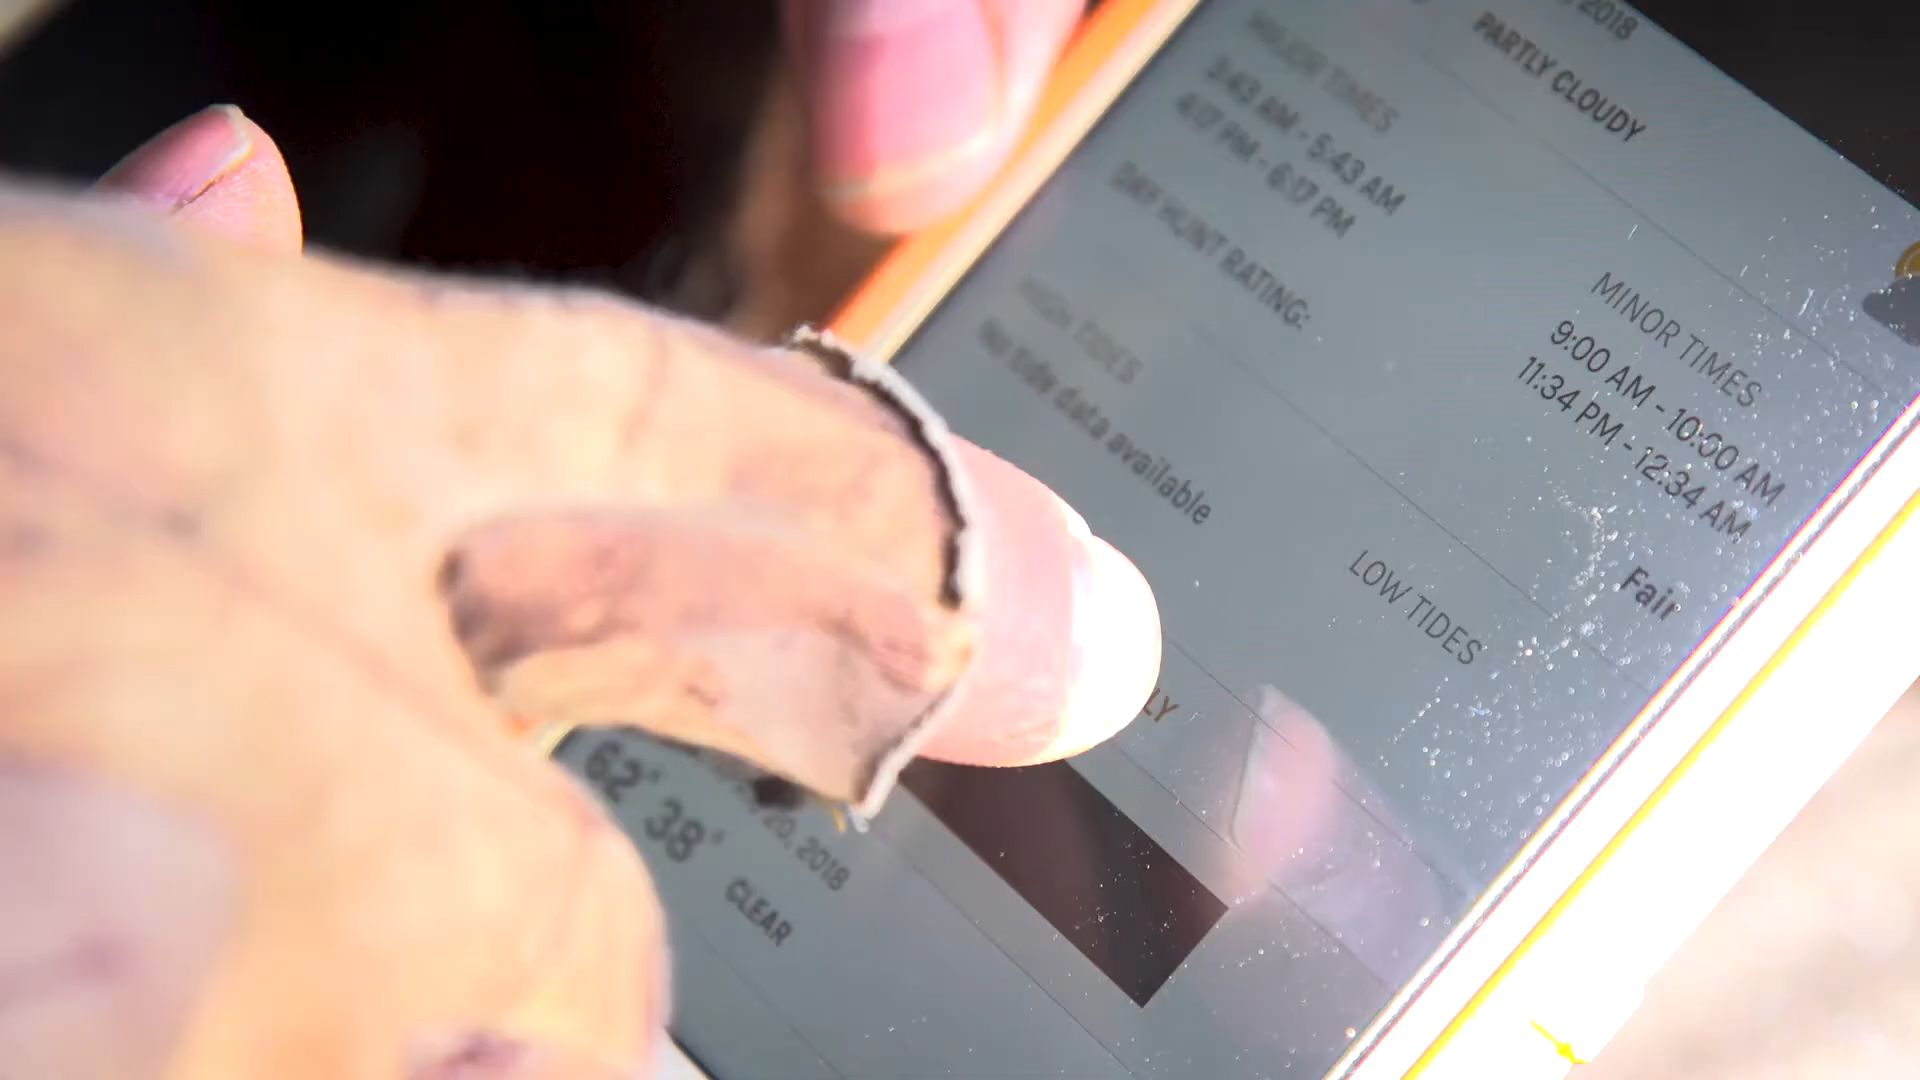 2018
PARTLY CLOUDY
MAJOR TIMES
3:43 AM - 5:43 AM
4:17 PM - 6:17 PM
MINOR TIMES
9:00 AM - 10:00 AM
11:34 PM - 12:34 AM
DAY HUNT RATING:
Fair
HIGH TIDES
No tide data available
LOW TIDES
LY
20, 2018
62° 38°
CLEAR